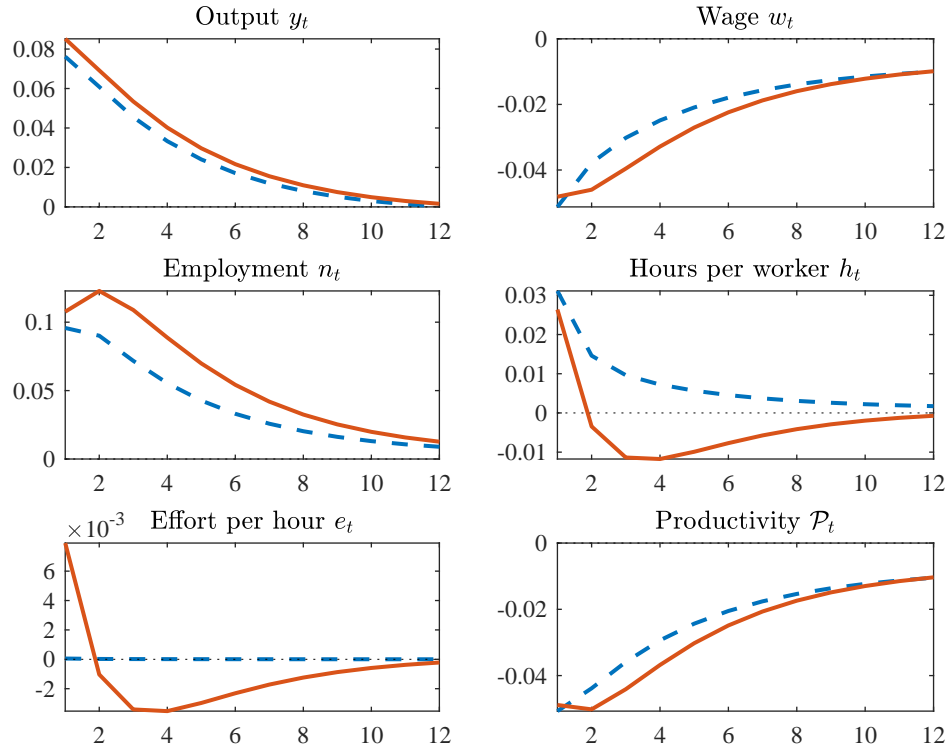 Output y_t
0.08
0.06
0.04
0.02
0
2 4 6 8 10 12
Wage w_t
0
-0.02
-0.04
2 4 6 8 10 12
Employment n_t
0.1
0.05
0
2 4 6 8 10 12
Hours per worker h_t
0.03
0.02
0.01
0
-0.01
2 4 6 8 10 12
×10⁻³
Effort per hour e_t
6
4
2
0
-2
2 4 6 8 10 12
Productivity 𝒫_t
0
-0.02
-0.04
2 4 6 8 10 12